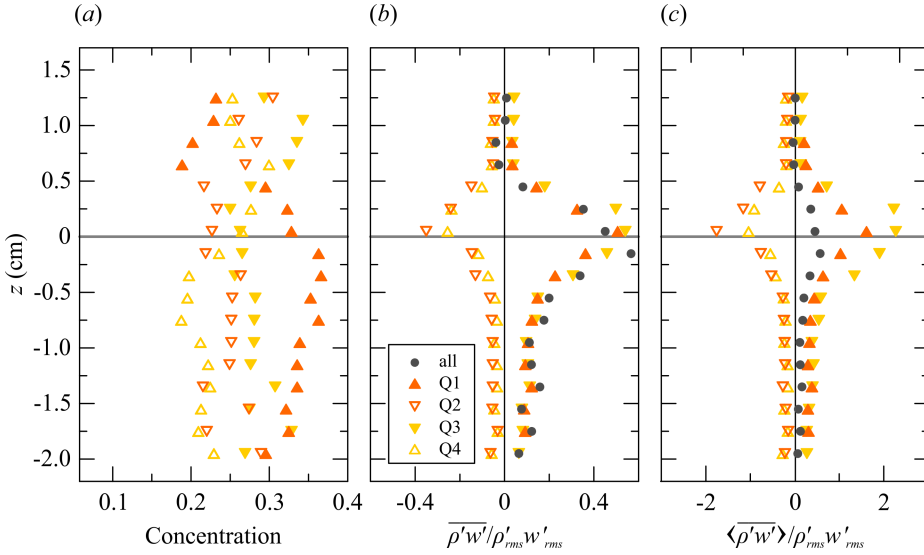 (a) (b) (c)
1.5
1.0
0.5
0
-0.5
-1.0
-1.5
-2.0
z (cm)
all
Q1
Q2
Q3
Q4
0.1 0.2 0.3 0.4
-0.4 0 0.4
-2 0 2
Concentration
ρ'w'/ρ'rms w'rms
⟨ρ'w'⟩/ρ'rms w'rms